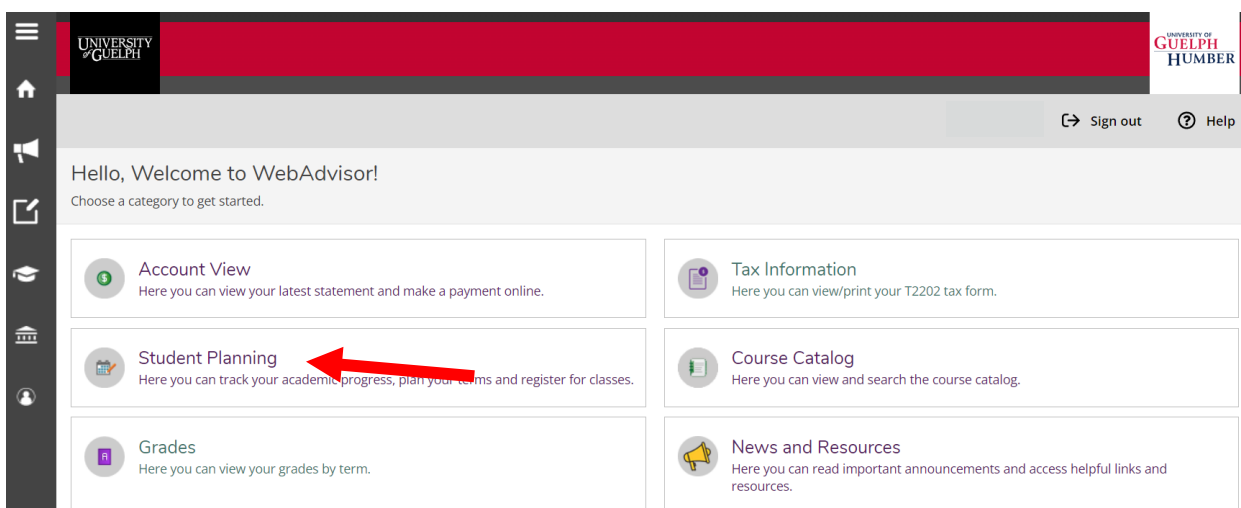 UNIVERSITY
of GUELPH
UNIVERSITY OF
GUELPH
HUMBER
Sign out
Help
Hello, Welcome to WebAdvisor!
Choose a category to get started.
Account View
Here you can view your latest statement and make a payment online.
Tax Information
Here you can view/print your T2202 tax form.
Student Planning
Here you can track your academic progress, plan your terms and register for classes.
Course Catalog
Here you can view and search the course catalog.
Grades
Here you can view your grades by term.
News and Resources
Here you can read important announcements and access helpful links and
resources.